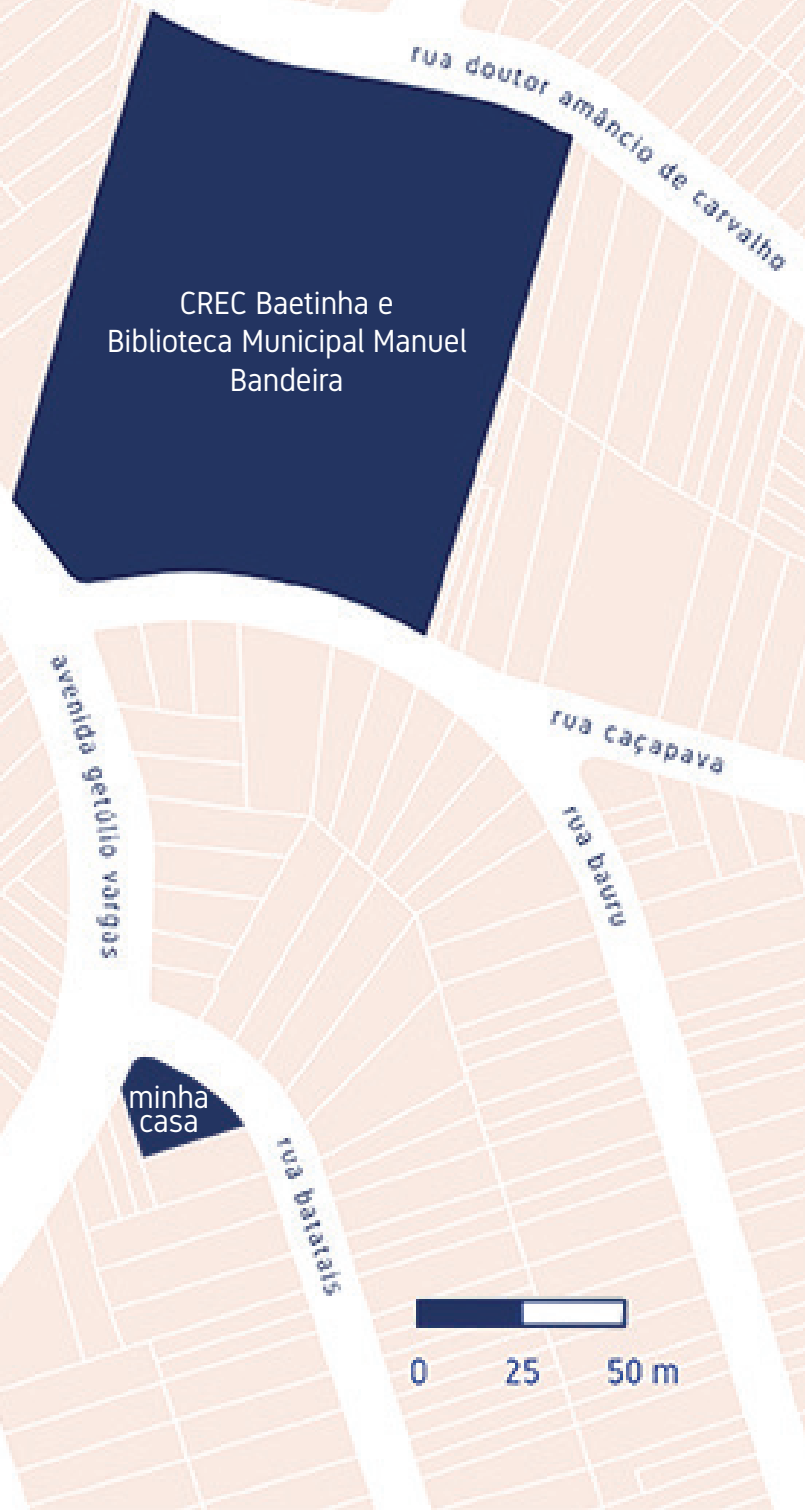 rua doutor amâncio de carvalho
CREC Baetinha e
Biblioteca Municipal Manuel
Bandeira
avenida getúlio vargas
rua caçapava
rua bauru
minha
casa
rua batatais
0 25 50 m